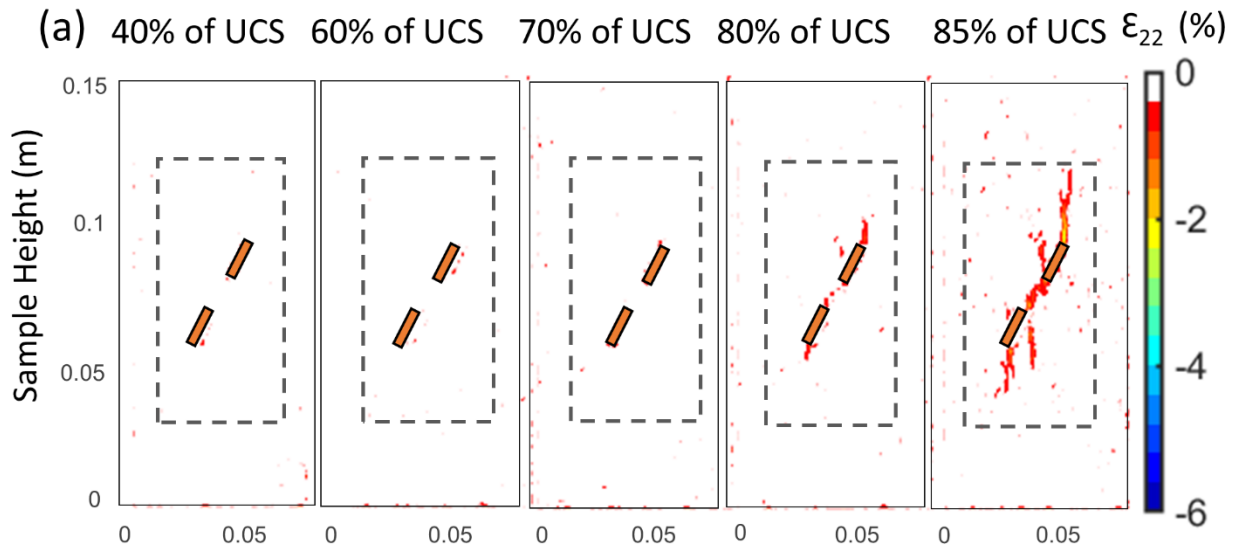 (a) 40% of UCS 60% of UCS 70% of UCS 80% of UCS 85% of UCS ε22 (%)
0.15
0.1
0.05
0
Sample Height (m)
0
-2
-4
-6
0 0.05 0 0.05 0 0.05 0 0.05 0 0.05